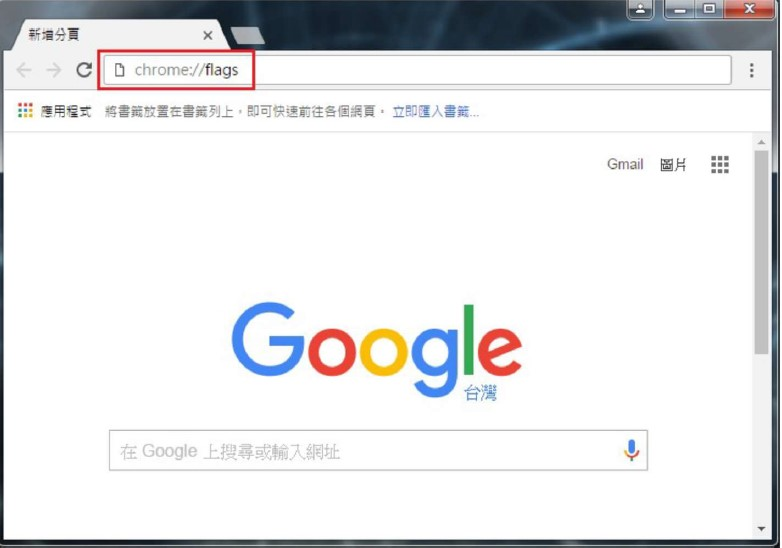 新增分頁
chrome://flags
應用程式 將書籤放置在書籤列上，即可快速前往各個網頁。 立即匯入書籤...
Gmail 圖片
Google
台灣
在 Google 上搜尋或輸入網址